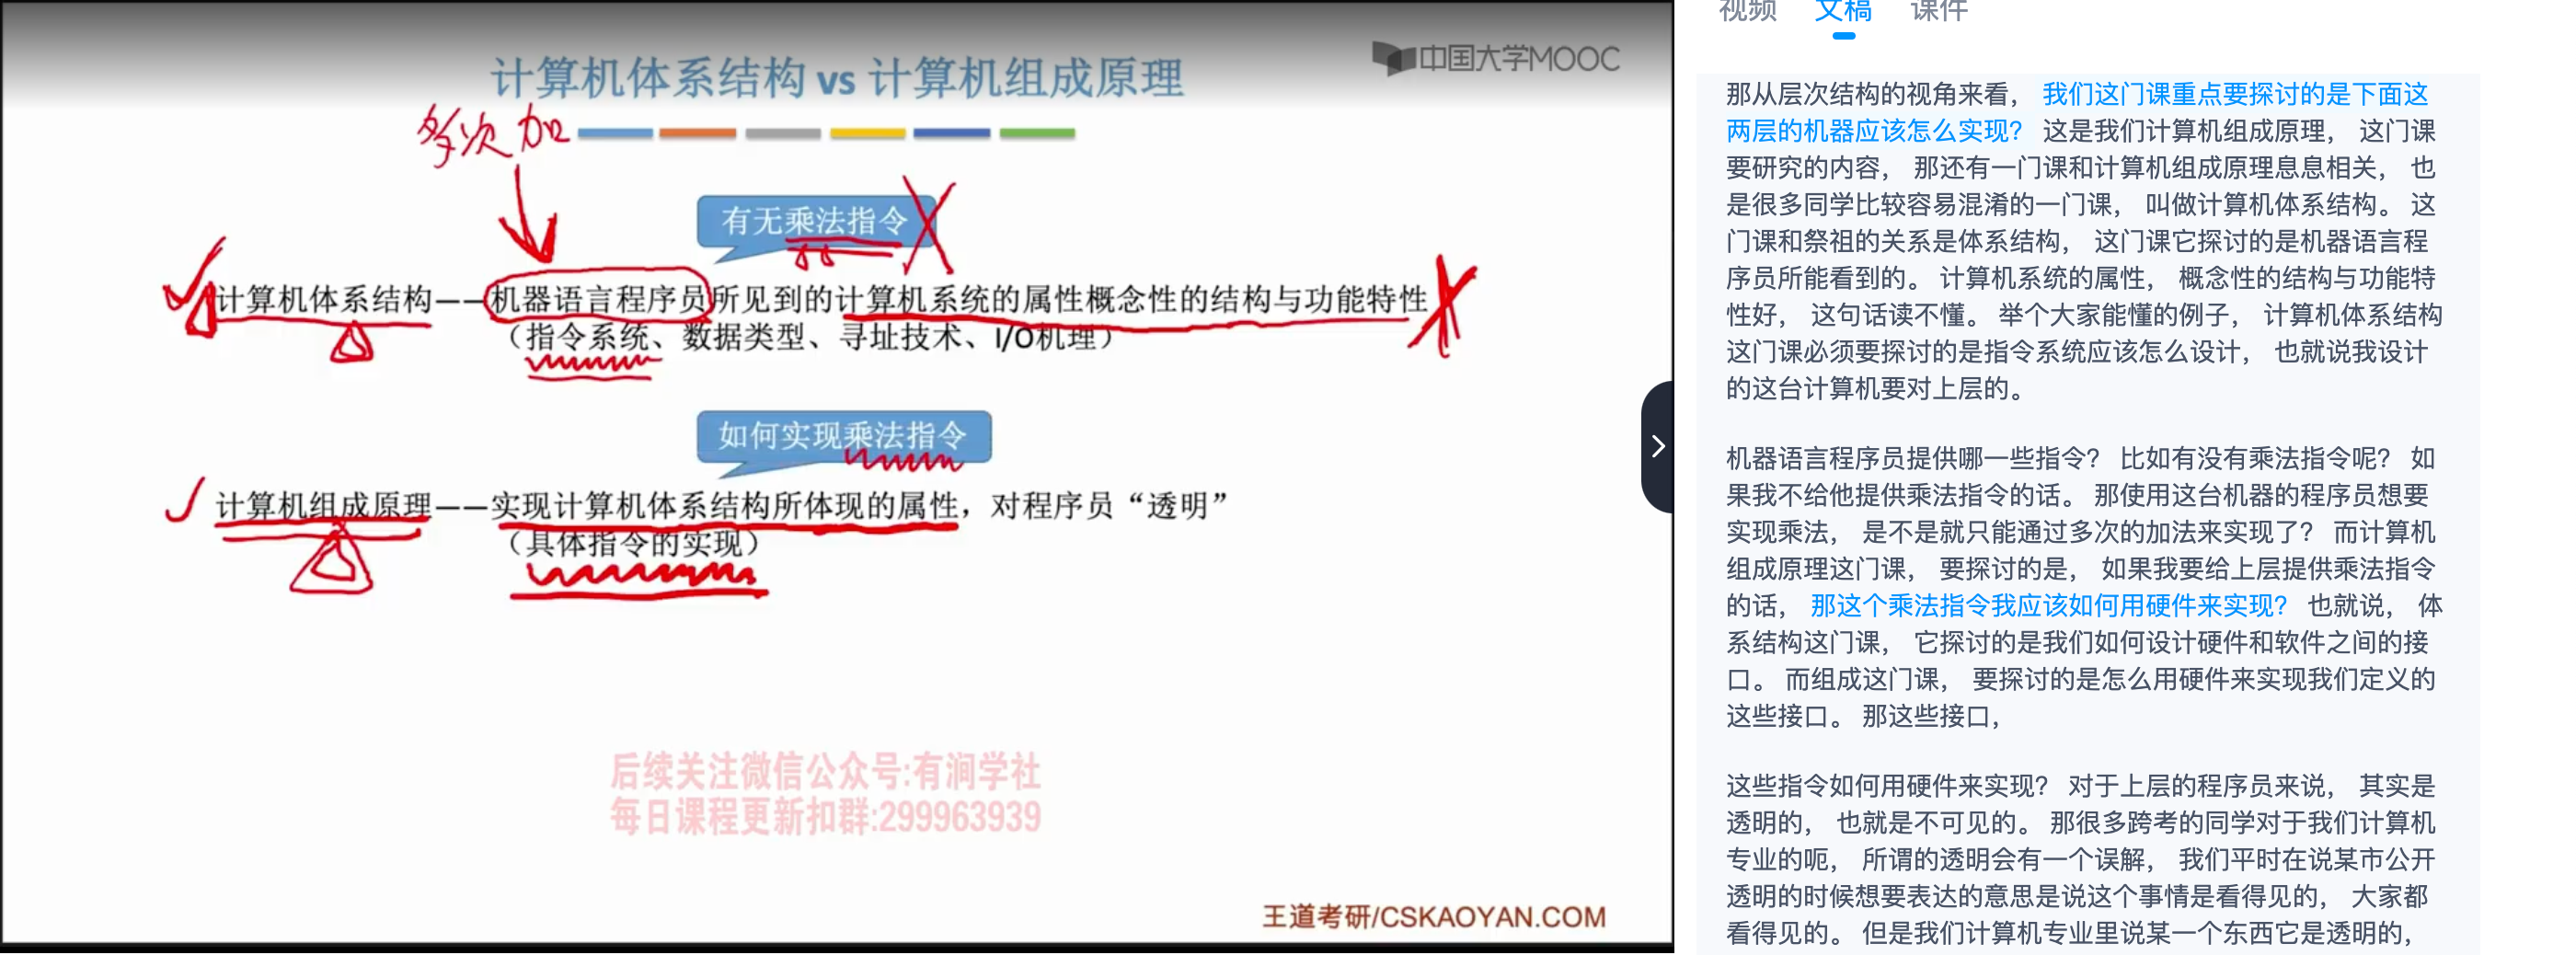 计算机体系结构 vs 计算机组成原理
中国大学MOOC
多次加
有无乘法指令
计算机体系结构——机器语言程序员所见到的计算机系统的属性概念性的结构与功能特性
（指令系统、数据类型、寻址技术、I/O机理）
如何实现乘法指令
计算机组成原理——实现计算机体系结构所体现的属性，对程序员“透明”
（具体指令的实现）
后续关注微信公众号:有涧学社
每日课程更新扣群:299963939
王道考研/CSKAOYAN.COM
视频 文稿 课件
那从层次结构的视角来看， 我们这门课重点要探讨的是下面这
两层的机器应该怎么实现？ 这是我们计算机组成原理， 这门课
要研究的内容， 那还有一门课和计算机组成原理息息相关， 也
是很多同学比较容易混淆的一门课， 叫做计算机体系结构。 这
门课和祭祖的关系是体系结构， 这门课它探讨的是机器语言程
序员所能看到的。 计算机系统的属性， 概念性的结构与功能特
性好， 这句话读不懂。 举个大家能懂的例子， 计算机体系结构
这门课必须要探讨的是指令系统应该怎么设计， 也就说我设计
的这台计算机要对上层的。
机器语言程序员提供哪一些指令？ 比如有没有乘法指令呢？ 如
果我不给他提供乘法指令的话。 那使用这台机器的程序员想要
实现乘法， 是不是就只能通过多次的加法来实现了？ 而计算机
组成原理这门课， 要探讨的是， 如果我要给上层提供乘法指令
的话， 那这个乘法指令我应该如何用硬件来实现？ 也就说， 体
系结构这门课， 它探讨的是我们如何设计硬件和软件之间的接
口。 而组成这门课， 要探讨的是怎么用硬件来实现我们定义的
这些接口。 那这些接口，
这些指令如何用硬件来实现？ 对于上层的程序员来说， 其实是
透明的， 也就是不可见的。 那很多跨考的同学对于我们计算机
专业的呃， 所谓的透明会有一个误解， 我们平时在说某市公开
透明的时候想要表达的意思是说这个事情是看得见的， 大家都
看得见的。 但是我们计算机专业里说某一个东西它是透明的，